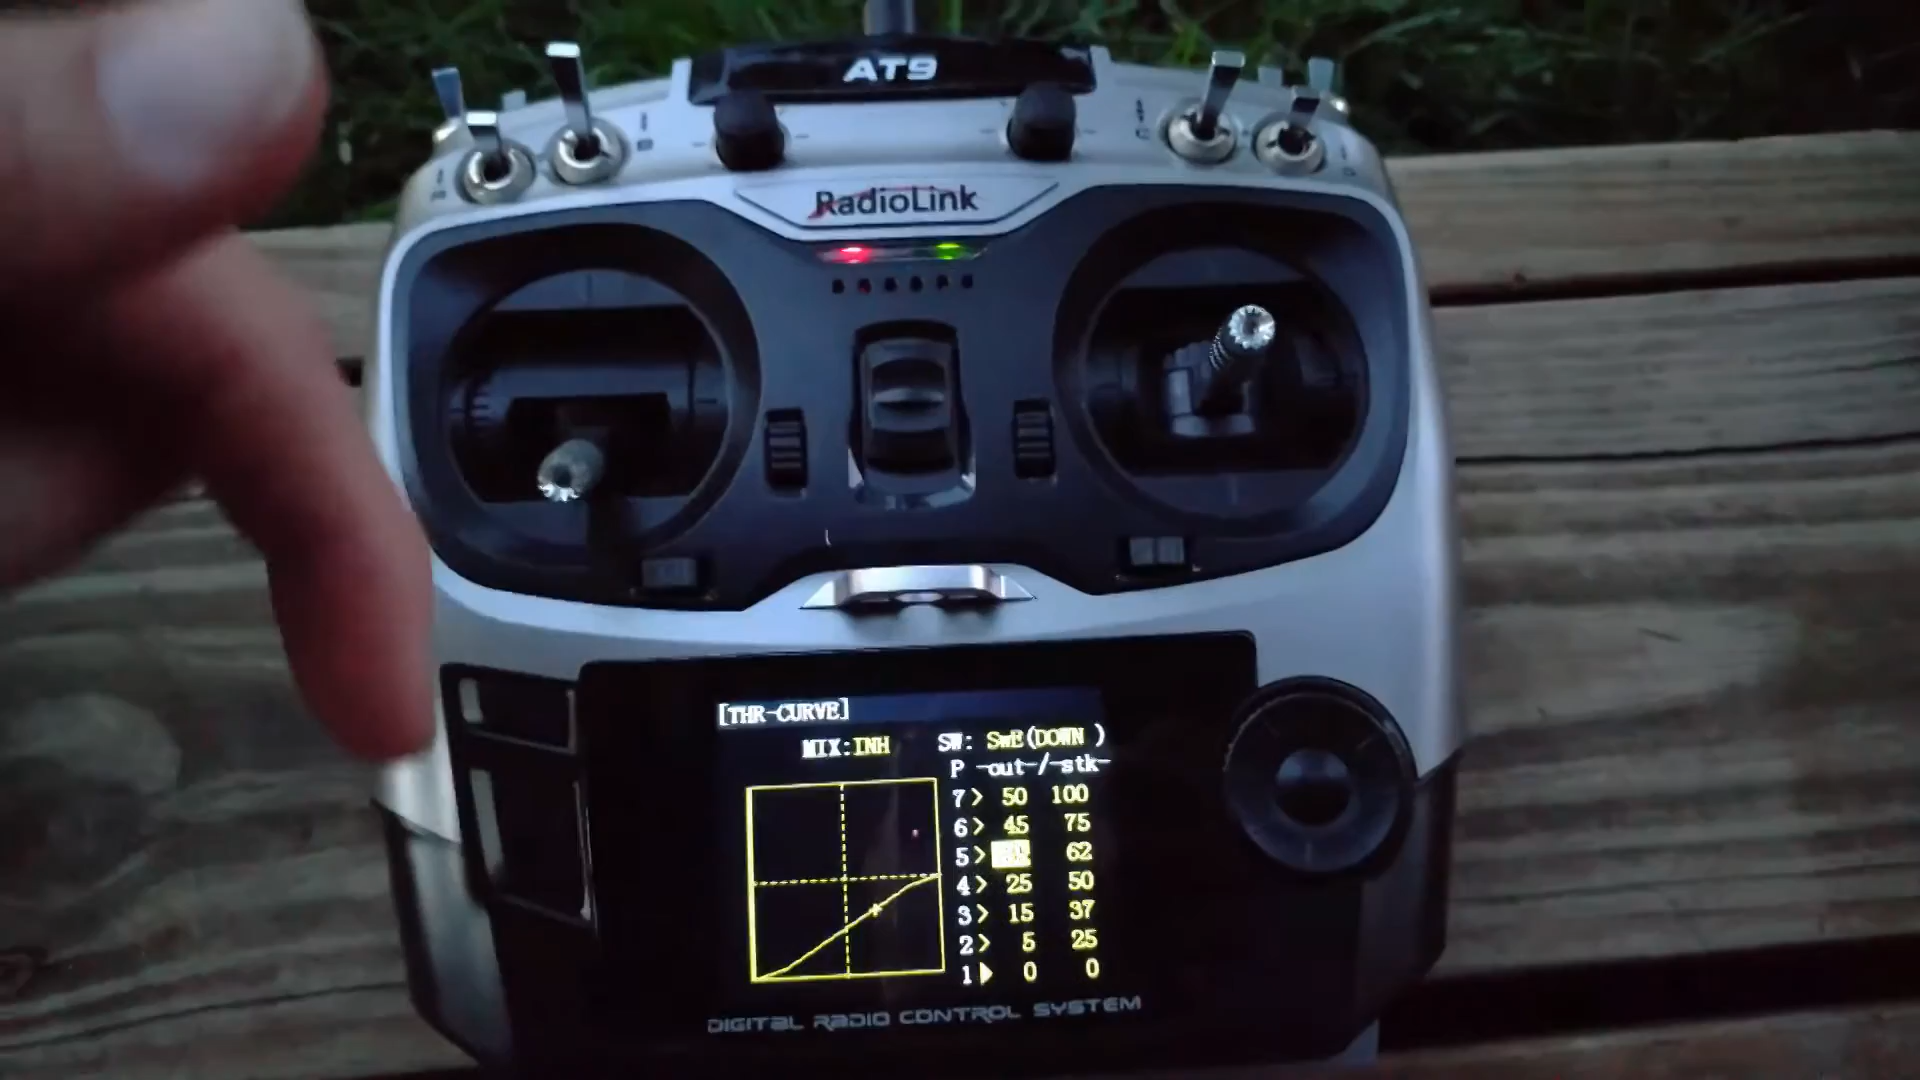 AT9
RadioLink
[THR-CURVE]
MIX:INH SW: SwE(DOWN )
P -out-/-stk-
7> 50 100
6> 45 75
5> 62
4> 25 50
3> 15 37
2> 5 25
1▶ 0 0
DIGITAL RADIO CONTROL SYSTEM